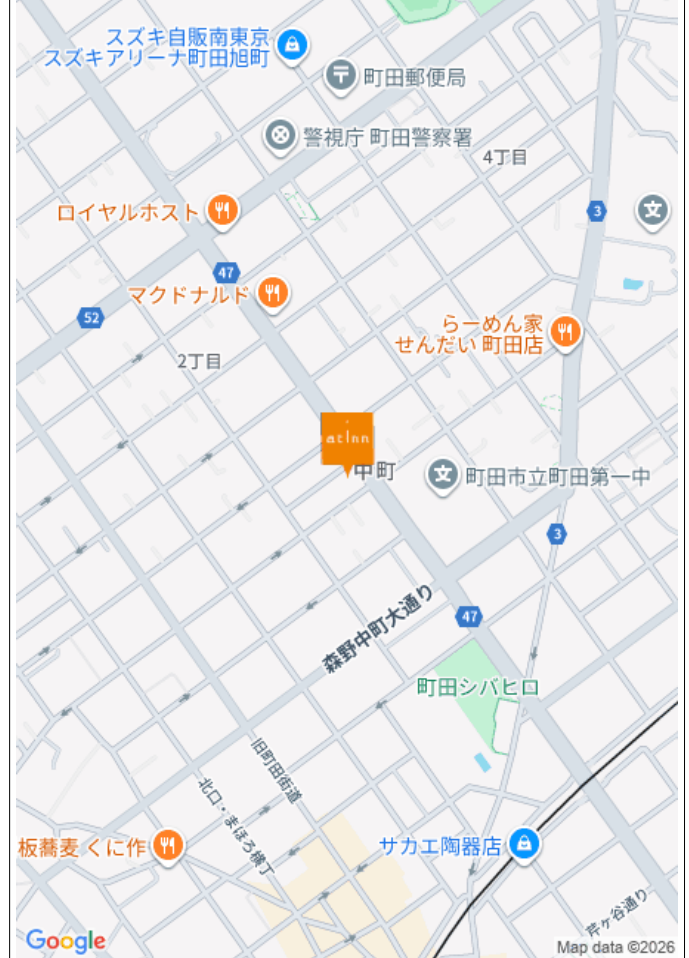 スズキ自販南東京
スズキアリーナ町田旭町
町田郵便局
警視庁 町田警察署
4丁目
ロイヤルホスト
3
文
47
マクドナルド
52
らーめん家
せんだい 町田店
2丁目
atInn
中町
文
町田市立町田第一中
3
森野中町大通り
47
町田シバヒロ
旧町田街道
北口・まほろ横丁
板蕎麦 くに作
サカエ陶器店
芹ヶ谷通り
Google
Map data ©2026